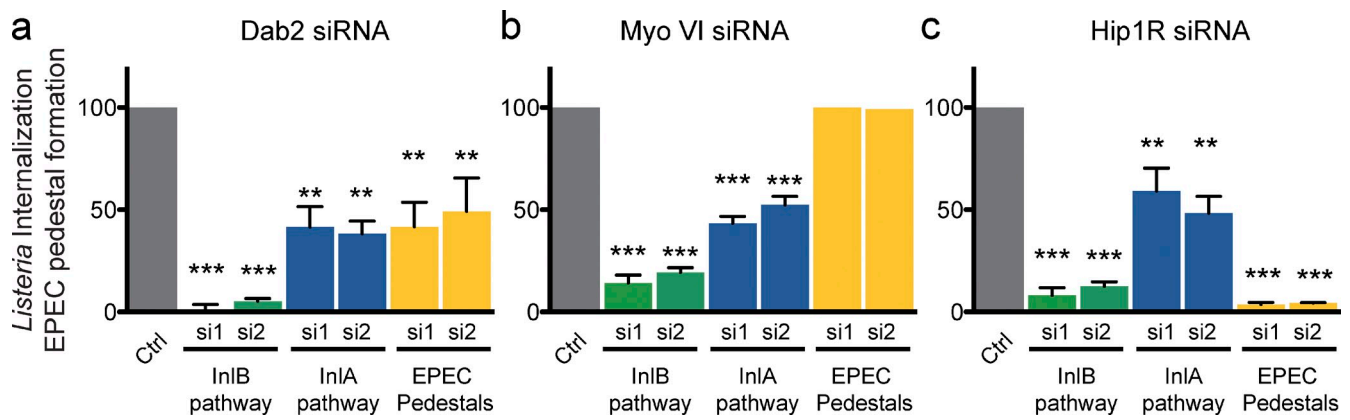 a
Dab2 siRNA
b
Myo VI siRNA
c
Hip1R siRNA
Listeria Internalization
EPEC pedestal formation
100
50
0
*** *** ** ** ** **
Ctrl
si1 si2 si1 si2 si1 si2
InlB
pathway
InlA
pathway
EPEC
Pedestals
100
50
0
*** *** *** ***
Ctrl
si1 si2 si1 si2 si1 si2
InlB
pathway
InlA
pathway
EPEC
Pedestals
100
50
0
*** *** ** ** *** ***
Ctrl
si1 si2 si1 si2 si1 si2
InlB
pathway
InlA
pathway
EPEC
Pedestals